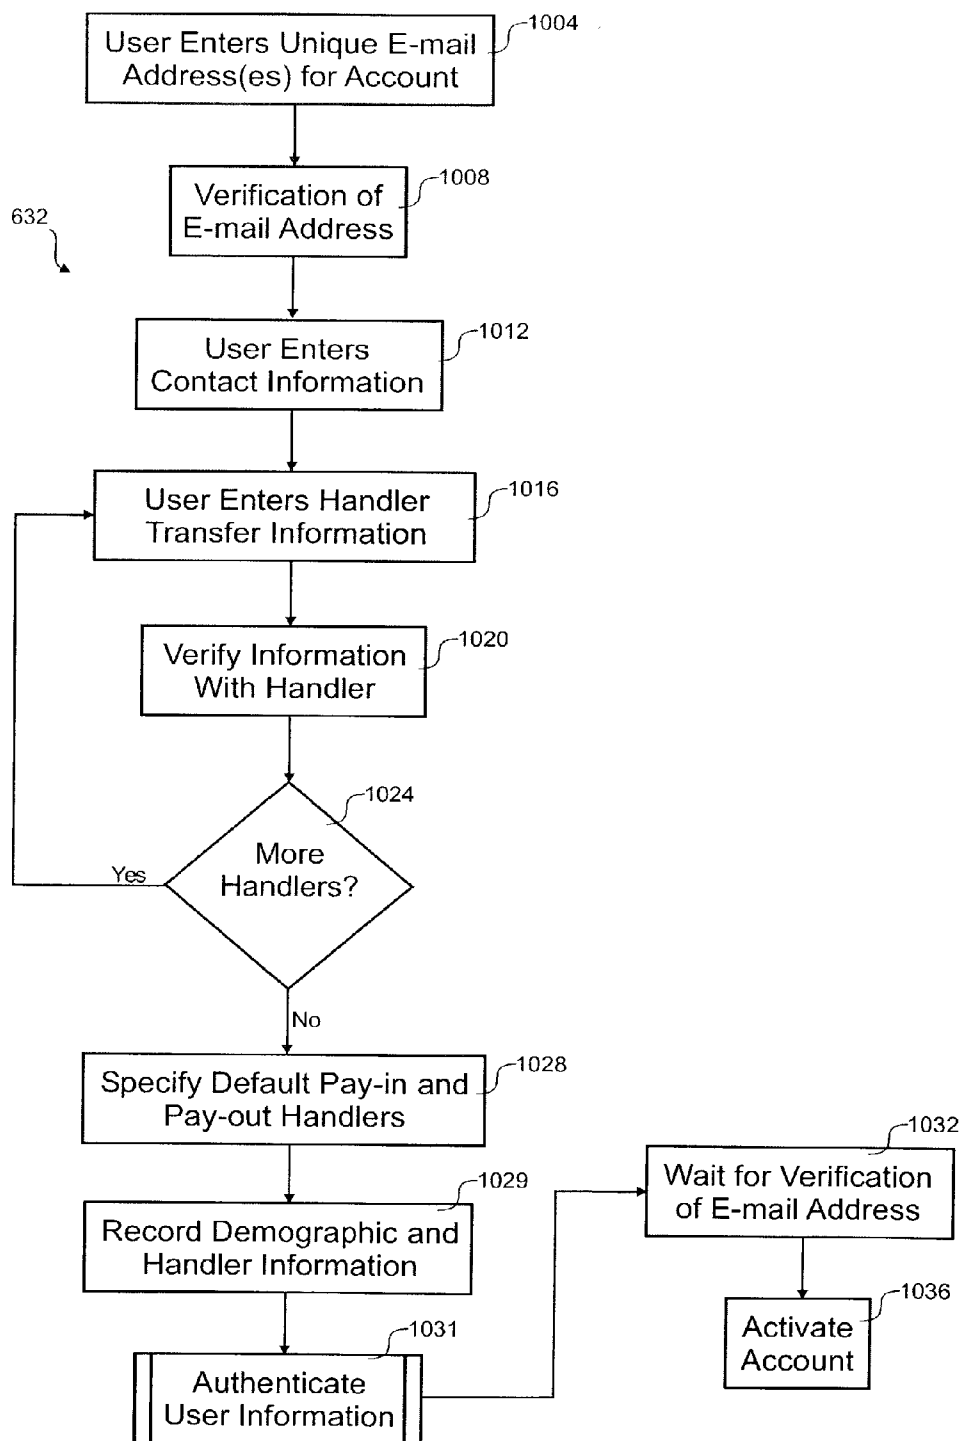 1004
User Enters Unique E-mail
Address(es) for Account
1008
Verification of
E-mail Address
632
1012
User Enters
Contact Information
1016
User Enters Handler
Transfer Information
1020
Verify Information
With Handler
1024
More
Handlers?
Yes
No
1028
Specify Default Pay-in and
Pay-out Handlers
1029
Record Demographic and
Handler Information
1031
Authenticate
User Information
1032
Wait for Verification
of E-mail Address
1036
Activate
Account